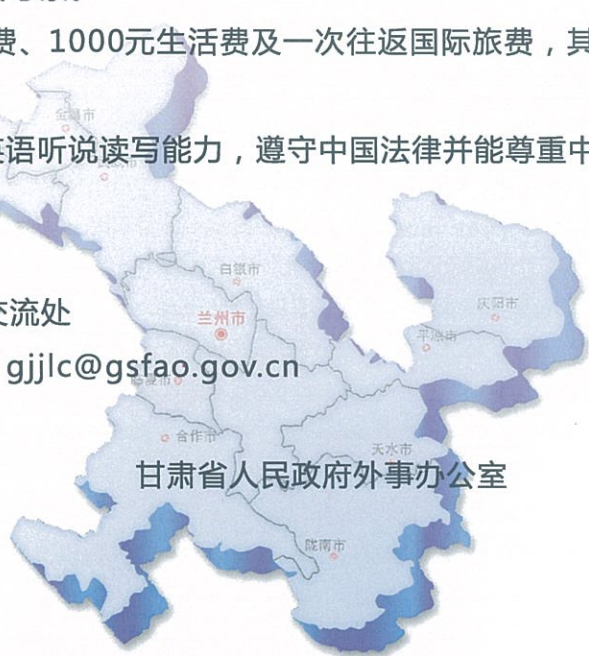 费、1000元生活费及一次往返国际旅费，其
金昌市
英语听说读写能力，遵守中国法律并能尊重中
白银市
交流处
兰州市
庆阳市
平凉市
gjjlc@gsfao.gov.cn
临夏市
合作市
天水市
甘肃省人民政府外事办公室
陇南市